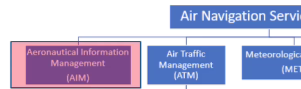 Air Navigation Servi
Aeronautical Information
Management
(AIM)
Air Traffic
Management
(ATM)
Meteorologica
(MET